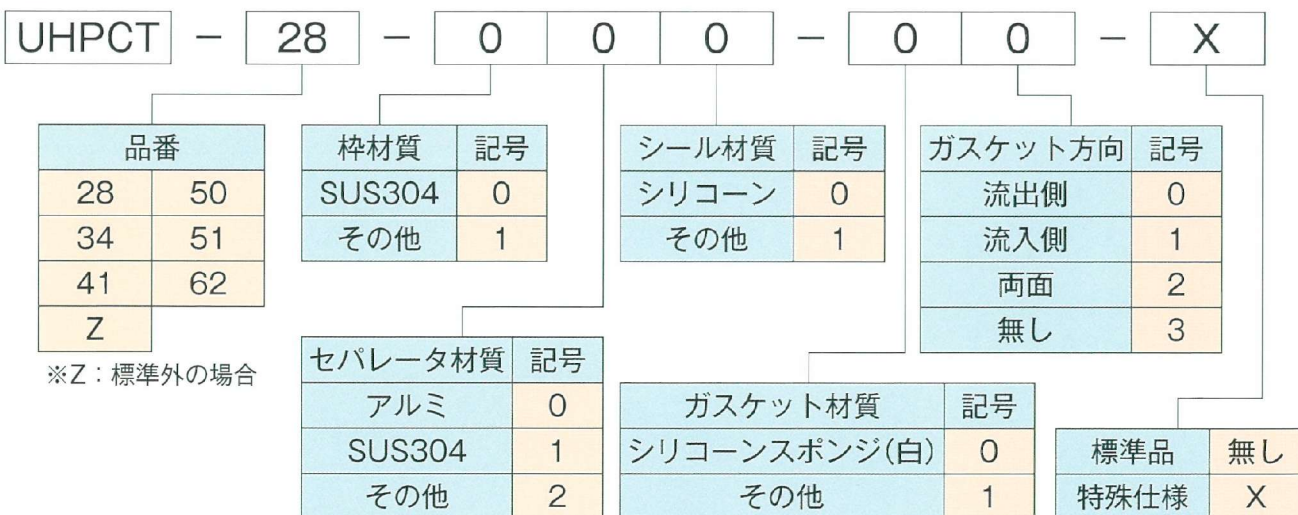 UHPCT - 28 - 0 0 0 - 0 0 - X
品番
28 50
34 51
41 62
Z
※Z：標準外の場合
枠材質 記号
SUS304 0
その他 1
セパレータ材質 記号
アルミ 0
SUS304 1
その他 2
シール材質 記号
シリコーン 0
その他 1
ガスケット材質 記号
シリコーンスポンジ(白) 0
その他 1
ガスケット方向 記号
流出側 0
流入側 1
両面 2
無し 3
標準品 無し
特殊仕様 X